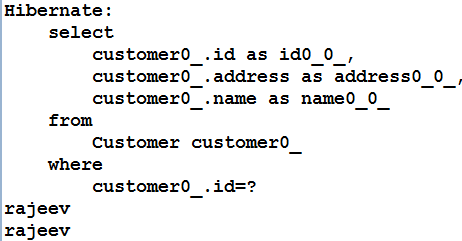 Hibernate:
    select
        customer0_.id as id0_0_,
        customer0_.address as address0_0_,
        customer0_.name as name0_0_
    from
        Customer customer0_
    where
        customer0_.id=?
rajeev
rajeev